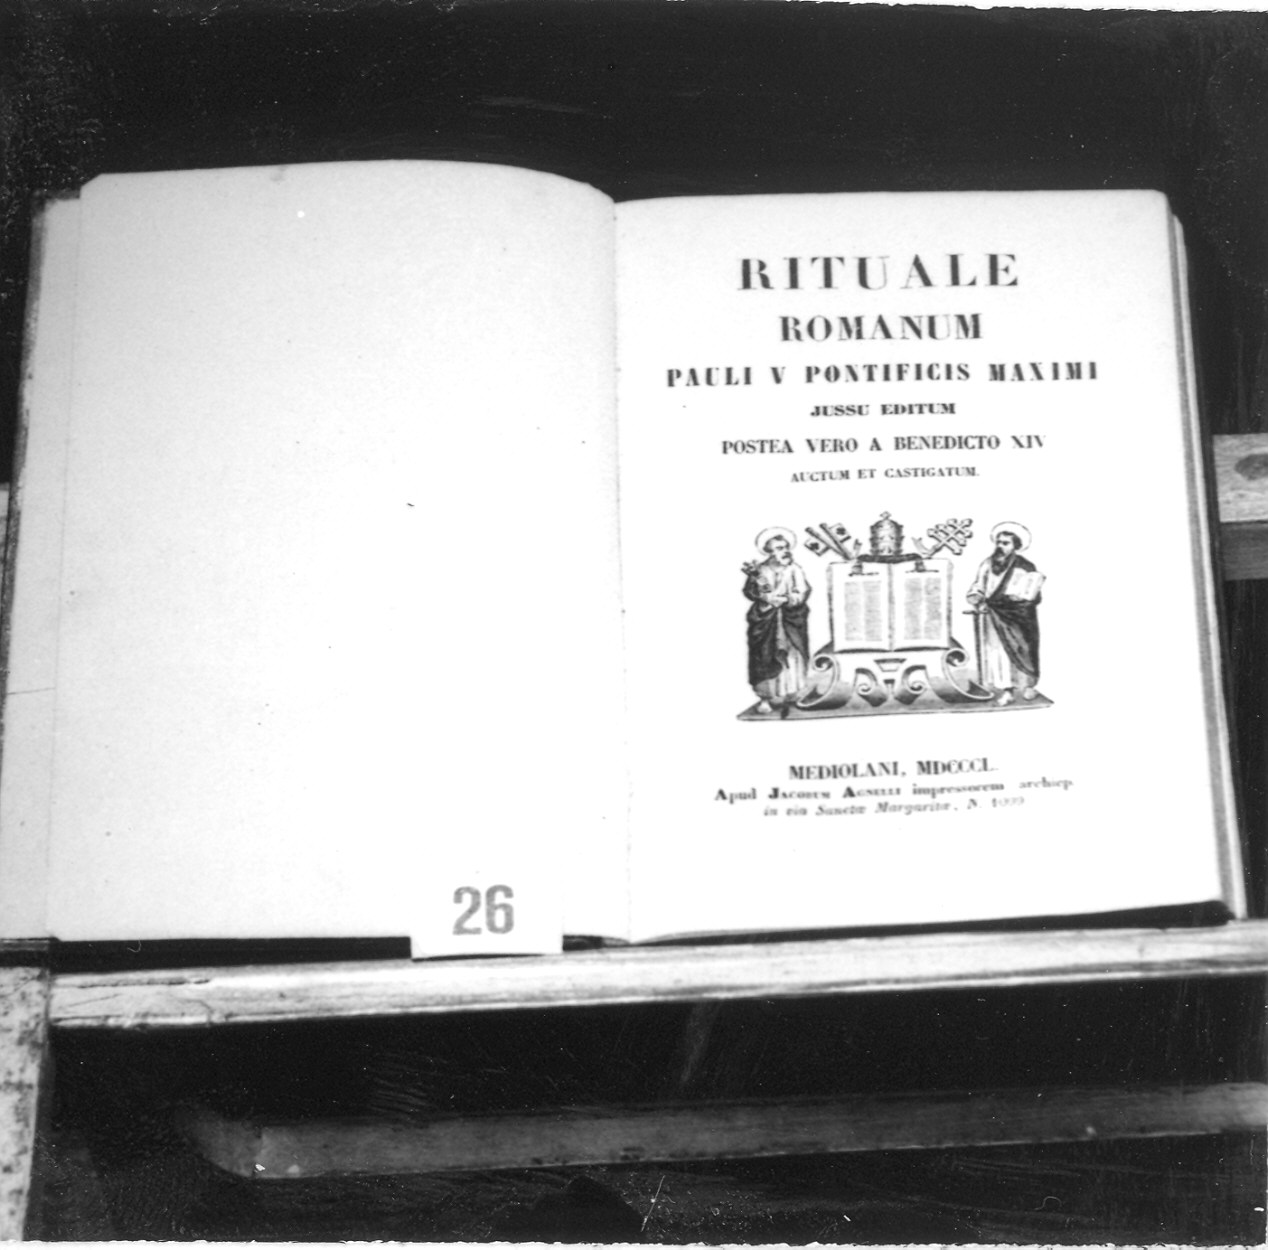 RITUALE
ROMANUM
PAULI V PONTIFICIS MAXIMI
JUSSU EDITUM
POSTEA VERO A BENEDICTO XIV
AUCTUM ET CASTIGATUM.
MEDIOLANI, MDCCCL.
Apud JACOBUM AGNELLI impressorem archiep.
in via Sanctæ Margaritæ, N.
26